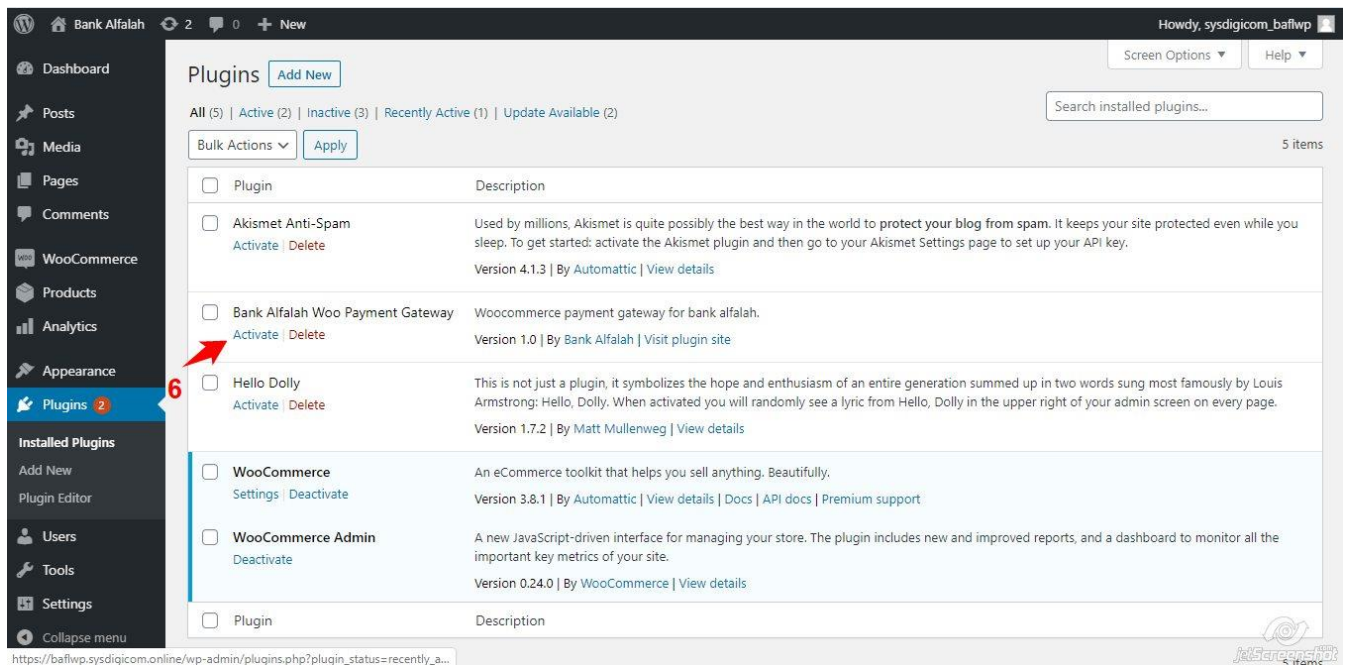 Bank Alfalah 2 0 + New Howdy, sysdigicom_baflwp
Screen Options ▼ Help ▼
Dashboard
Posts
Media
Pages
Comments
WooCommerce
Products
Analytics
Appearance
Plugins 2
Installed Plugins
Add New
Plugin Editor
Users
Tools
Settings
Collapse menu
Plugins Add New
All (5) | Active (2) | Inactive (3) | Recently Active (1) | Update Available (2)
Search installed plugins...
Bulk Actions Apply
5 items
Plugin Description
Akismet Anti-Spam
Activate | Delete
Used by millions, Akismet is quite possibly the best way in the world to protect your blog from spam. It keeps your site protected even while you
sleep. To get started: activate the Akismet plugin and then go to your Akismet Settings page to set up your API key.
Version 4.1.3 | By Automattic | View details
Bank Alfalah Woo Payment Gateway
Activate | Delete
Woocommerce payment gateway for bank alfalah.
Version 1.0 | By Bank Alfalah | Visit plugin site
6
Hello Dolly
Activate | Delete
This is not just a plugin, it symbolizes the hope and enthusiasm of an entire generation summed up in two words sung most famously by Louis
Armstrong: Hello, Dolly. When activated you will randomly see a lyric from Hello, Dolly in the upper right of your admin screen on every page.
Version 1.7.2 | By Matt Mullenweg | View details
WooCommerce
Settings | Deactivate
An eCommerce toolkit that helps you sell anything. Beautifully.
Version 3.8.1 | By Automattic | View details | Docs | API docs | Premium support
WooCommerce Admin
Deactivate
A new JavaScript-driven interface for managing your store. The plugin includes new and improved reports, and a dashboard to monitor all the
important key metrics of your site.
Version 0.24.0 | By WooCommerce | View details
Plugin Description
5 items
https://baflwp.sysdigicom.online/wp-admin/plugins.php?plugin_status=recently_a...
jetScreenshot